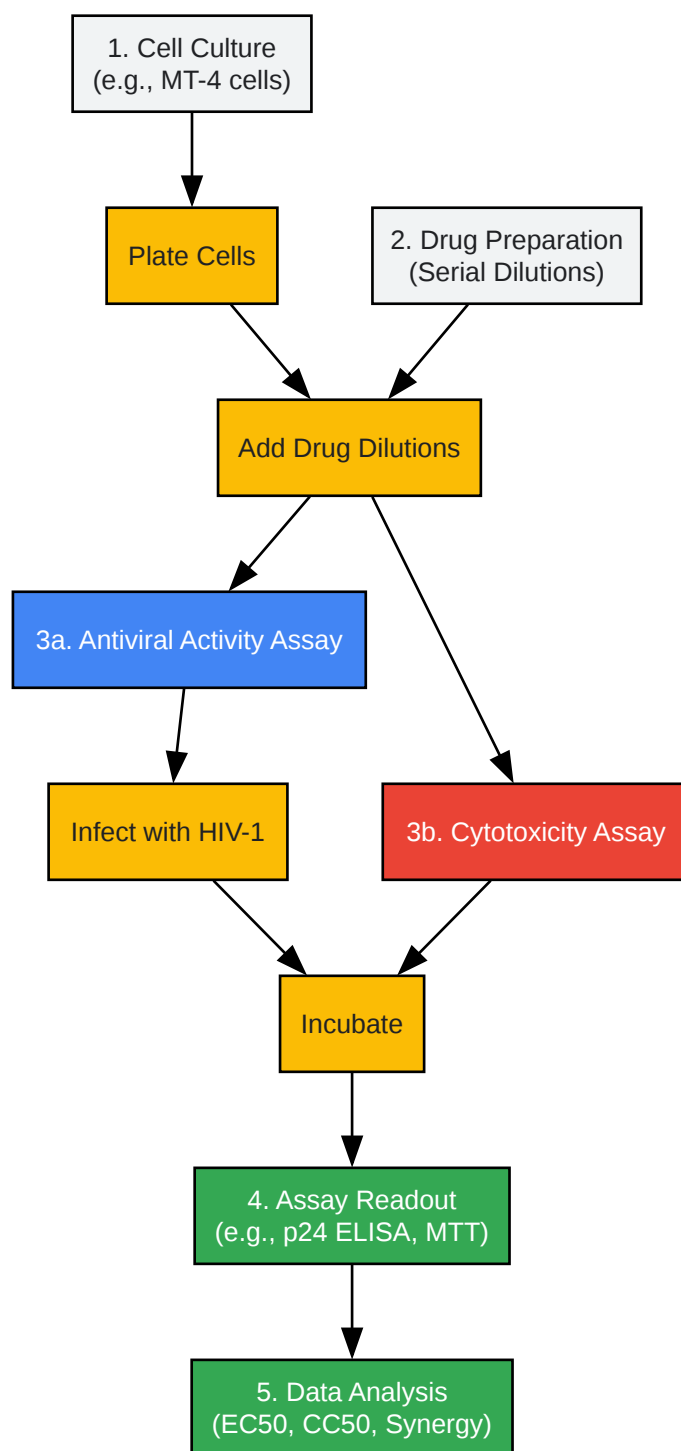 1. Cell Culture
(e.g., MT-4 cells)
Plate Cells
2. Drug Preparation
(Serial Dilutions)
Add Drug Dilutions
3a. Antiviral Activity Assay
Infect with HIV-1
3b. Cytotoxicity Assay
Incubate
4. Assay Readout
(e.g., p24 ELISA, MTT)
5. Data Analysis
(EC50, CC50, Synergy)